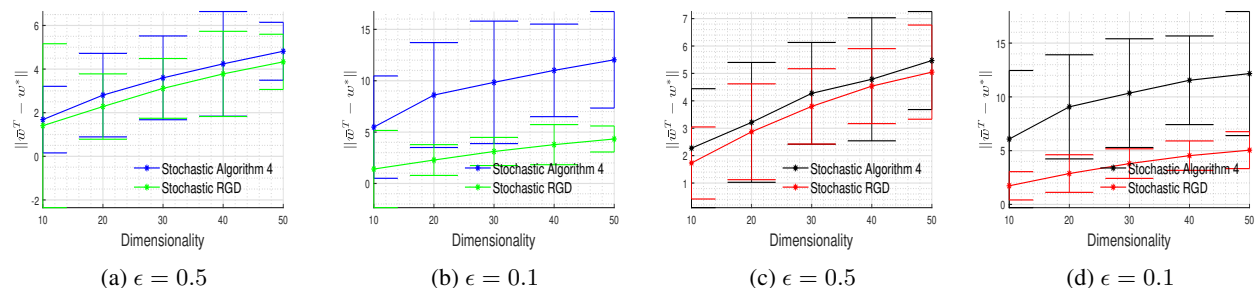 6
4
2
0
-2
10
20
30
40
50
||w̄^T − w*||
Dimensionality
Stochastic Algorithm 4
Stochastic RGD
(a) ϵ = 0.5
15
10
5
0
10
20
30
40
50
||w̄^T − w*||
Dimensionality
Stochastic Algorithm 4
Stochastic RGD
(b) ϵ = 0.1
7
6
5
4
3
2
1
10
20
30
40
50
||w̄^T − w*||
Dimensionality
Stochastic Algorithm 4
Stochastic RGD
(c) ϵ = 0.5
15
10
5
0
10
20
30
40
50
||w̄^T − w*||
Dimensionality
Stochastic Algorithm 4
Stochastic RGD
(d) ϵ = 0.1